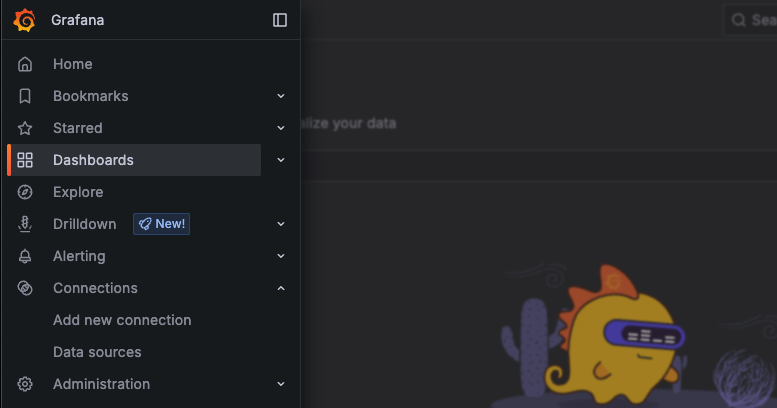 Grafana
Sea
Home
Bookmarks
alize your data
Starred
Dashboards
Explore
Drilldown New!
Alerting
Connections
Add new connection
Data sources
Administration